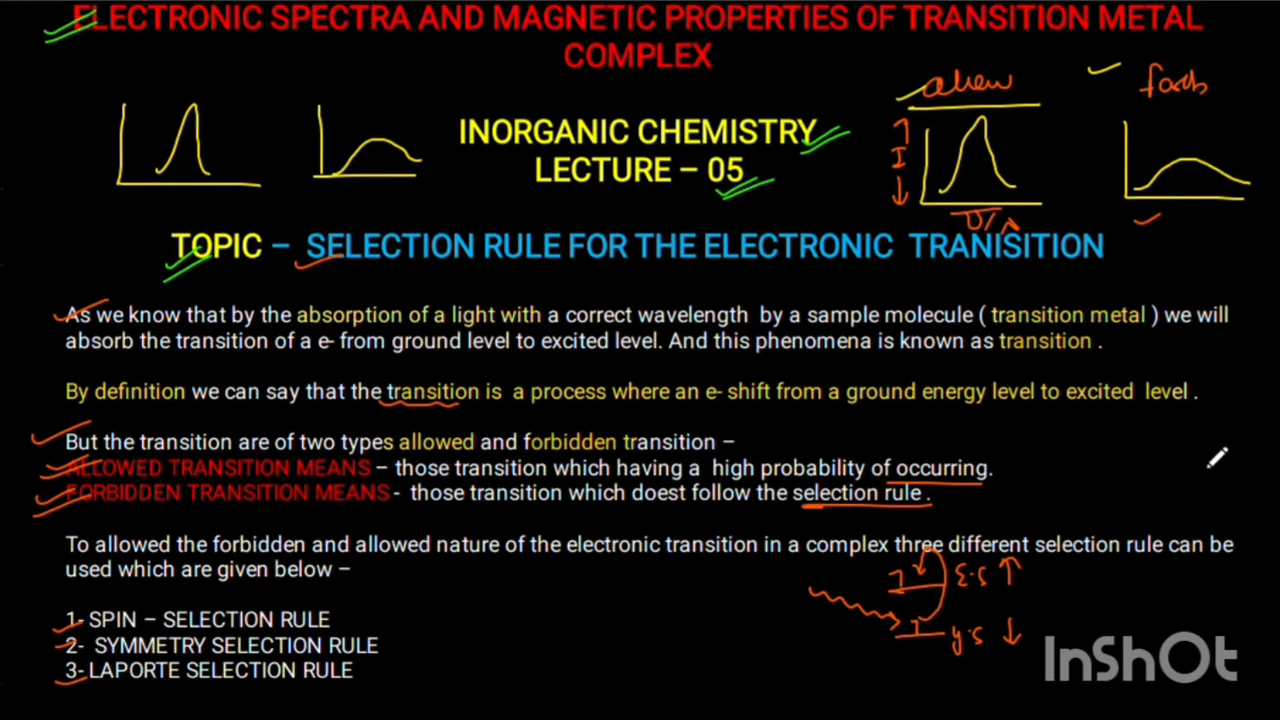 ELECTRONIC SPECTRA AND MAGNETIC PROPERTIES OF TRANSITION METAL
COMPLEX
INORGANIC CHEMISTRY
LECTURE – 05
I
TOPIC – SELECTION RULE FOR THE ELECTRONIC TRANISITION
As we know that by the absorption of a light with a correct wavelength by a sample molecule ( transition metal ) we will
absorb the transition of a e- from ground level to excited level. And this phenomena is known as transition .
By definition we can say that the transition is a process where an e- shift from a ground energy level to excited level .
But the transition are of two types allowed and forbidden transition –
ALLOWED TRANSITION MEANS – those transition which having a high probability of occurring.
FORBIDDEN TRANSITION MEANS - those transition which doest follow the selection rule .
To allowed the forbidden and allowed nature of the electronic transition in a complex three different selection rule can be
used which are given below –
E.S
1- SPIN – SELECTION RULE
g.s
2- SYMMETRY SELECTION RULE
3- LAPORTE SELECTION RULE
InShOt